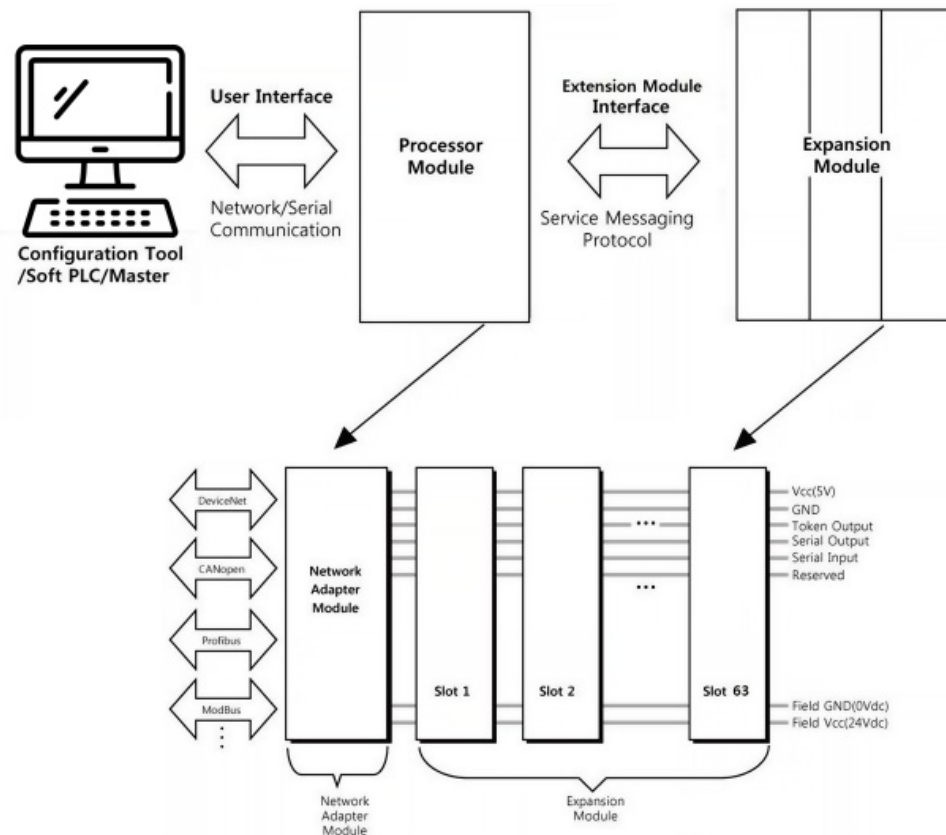 User Interface
Network/Serial
Communication
Configuration Tool
/Soft PLC/Master
Processor
Module
Extension Module
Interface
Service Messaging
Protocol
Expansion
Module
DeviceNet
CANopen
Profibus
ModBus
Network
Adapter
Module
Slot 1
Slot 2
...
...
Slot 63
Vcc(5V)
GND
Token Output
Serial Output
Serial Input
Reserved
Field GND(0Vdc)
Field Vcc(24Vdc)
Network
Adapter
Module
Expansion
Module